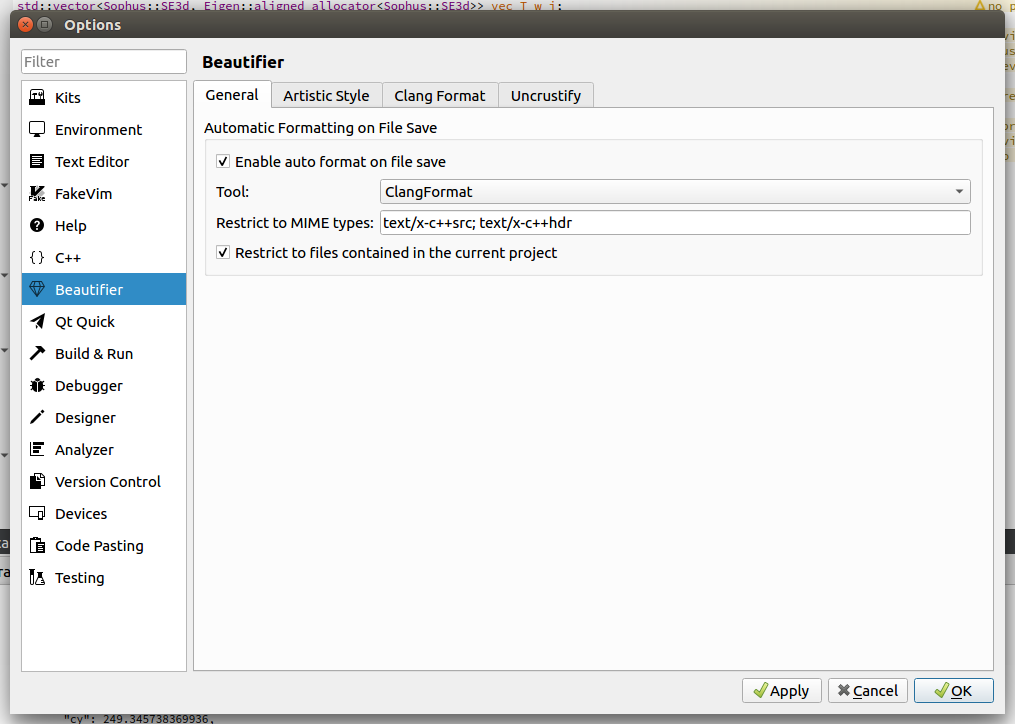 std::vector<Sophus::SE3d, Eigen::aligned_allocator<Sophus::SE3d>> vec_T_w_i;
no p
Options
Filter
Beautifier
Kits
Environment
Text Editor
FakeVim
Help
C++
Beautifier
Qt Quick
Build & Run
Debugger
Designer
Analyzer
Version Control
Devices
Code Pasting
Testing
General
Artistic Style
Clang Format
Uncrustify
Automatic Formatting on File Save
Enable auto format on file save
Tool:
ClangFormat
Restrict to MIME types:
text/x-c++src; text/x-c++hdr
Restrict to files contained in the current project
Apply
Cancel
OK
"cy": 249.345738369936,